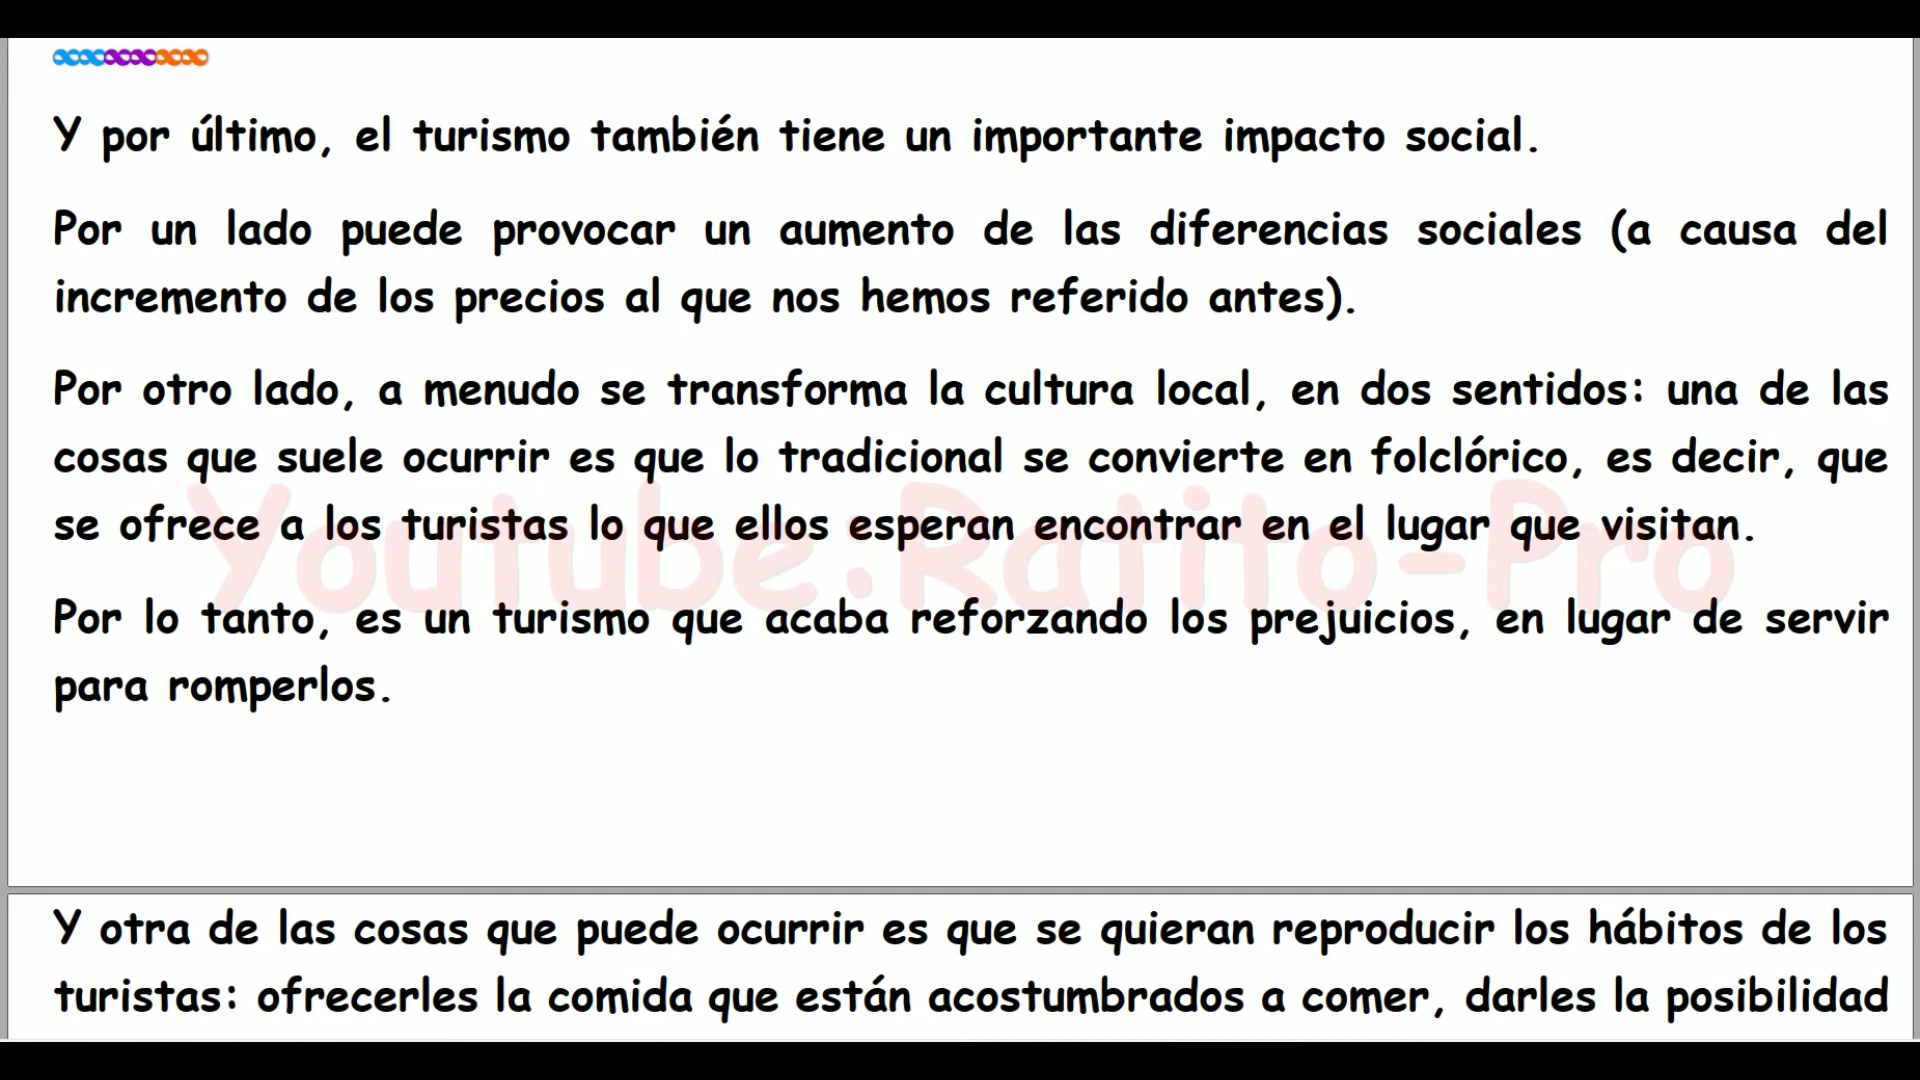 Y por último, el turismo también tiene un importante impacto social.
Por un lado puede provocar un aumento de las diferencias sociales (a causa del
incremento de los precios al que nos hemos referido antes).
Por otro lado, a menudo se transforma la cultura local, en dos sentidos: una de las
cosas que suele ocurrir es que lo tradicional se convierte en folclórico, es decir, que
se ofrece a los turistas lo que ellos esperan encontrar en el lugar que visitan.
Youtube:Ratito-Pro
Por lo tanto, es un turismo que acaba reforzando los prejuicios, en lugar de servir
para romperlos.
Y otra de las cosas que puede ocurrir es que se quieran reproducir los hábitos de los
turistas: ofrecerles la comida que están acostumbrados a comer, darles la posibilidad